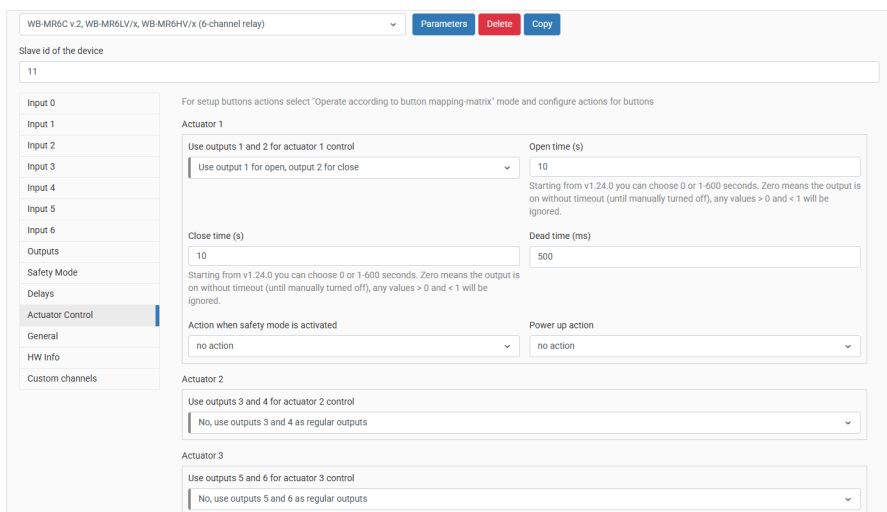 WB-MR6C v.2, WB-MR6LV/x, WB-MR6HV/x (6-channel relay)
Parameters
Delete
Copy
Slave id of the device
11
Input 0
Input 1
Input 2
Input 3
Input 4
Input 5
Input 6
Outputs
Safety Mode
Delays
Actuator Control
General
HW Info
Custom channels
For setup buttons actions select "Operate according to button mapping-matrix" mode and configure actions for buttons
Actuator 1
Use outputs 1 and 2 for actuator 1 control
Use output 1 for open, output 2 for close
Open time (s)
10
Starting from v1.24.0 you can choose 0 or 1-600 seconds. Zero means the output is
on without timeout (until manually turned off), any values > 0 and < 1 will be
ignored.
Close time (s)
10
Starting from v1.24.0 you can choose 0 or 1-600 seconds. Zero means the output is
on without timeout (until manually turned off), any values > 0 and < 1 will be
ignored.
Dead time (ms)
500
Action when safety mode is activated
no action
Power up action
no action
Actuator 2
Use outputs 3 and 4 for actuator 2 control
No, use outputs 3 and 4 as regular outputs
Actuator 3
Use outputs 5 and 6 for actuator 3 control
No, use outputs 5 and 6 as regular outputs